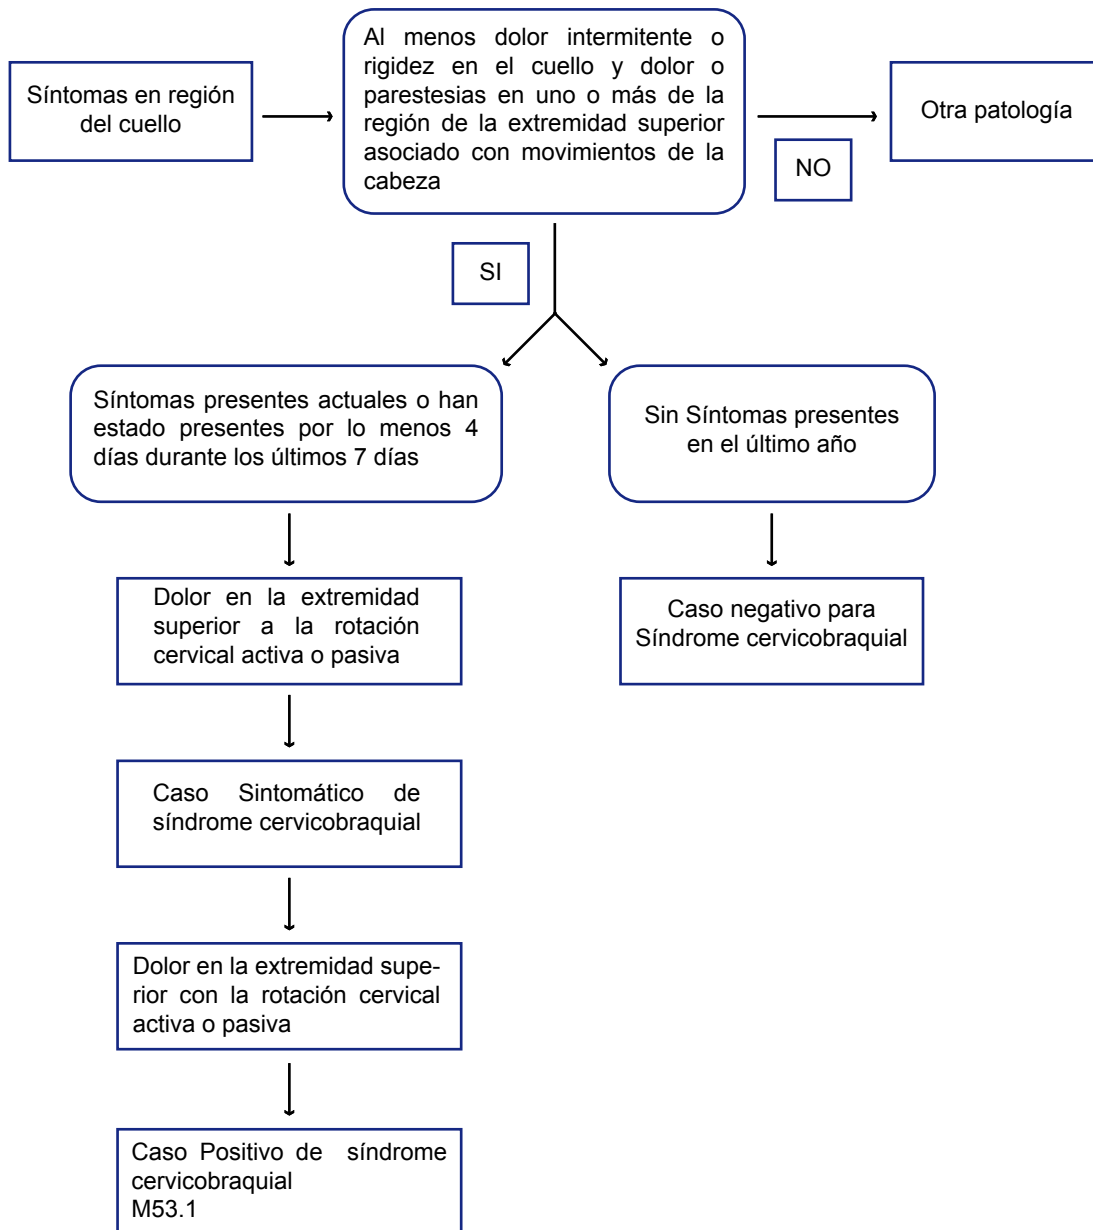 Síntomas en región
del cuello
Al menos dolor intermitente o
rigidez en el cuello y dolor o
parestesias en uno o más de la
región de la extremidad superior
asociado con movimientos de la
cabeza
Otra patología
NO
SI
Síntomas presentes actuales o han
estado presentes por lo menos 4
días durante los últimos 7 días
Sin Síntomas presentes
en el último año
Dolor en la extremidad
superior a la rotación
cervical activa o pasiva
Caso negativo para
Síndrome cervicobraquial
Caso Sintomático de
síndrome cervicobraquial
Dolor en la extremidad supe-
rior con la rotación cervical
activa o pasiva
Caso Positivo de síndrome
cervicobraquial
M53.1